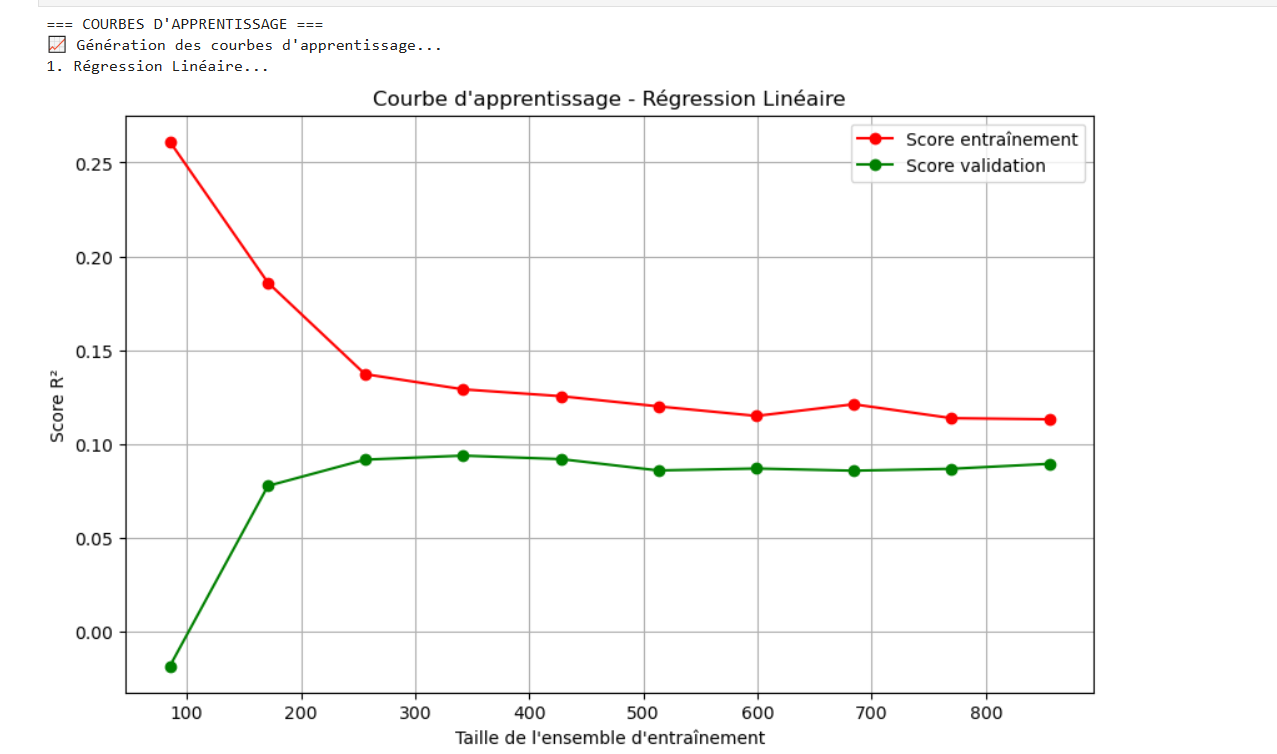 === COURBES D'APPRENTISSAGE ===
📈 Génération des courbes d'apprentissage...
1. Régression Linéaire...
Courbe d'apprentissage - Régression Linéaire
Score entraînement
Score validation
0.25
0.20
0.15
0.10
0.05
0.00
Score R²
100 200 300 400 500 600 700 800
Taille de l'ensemble d'entraînement